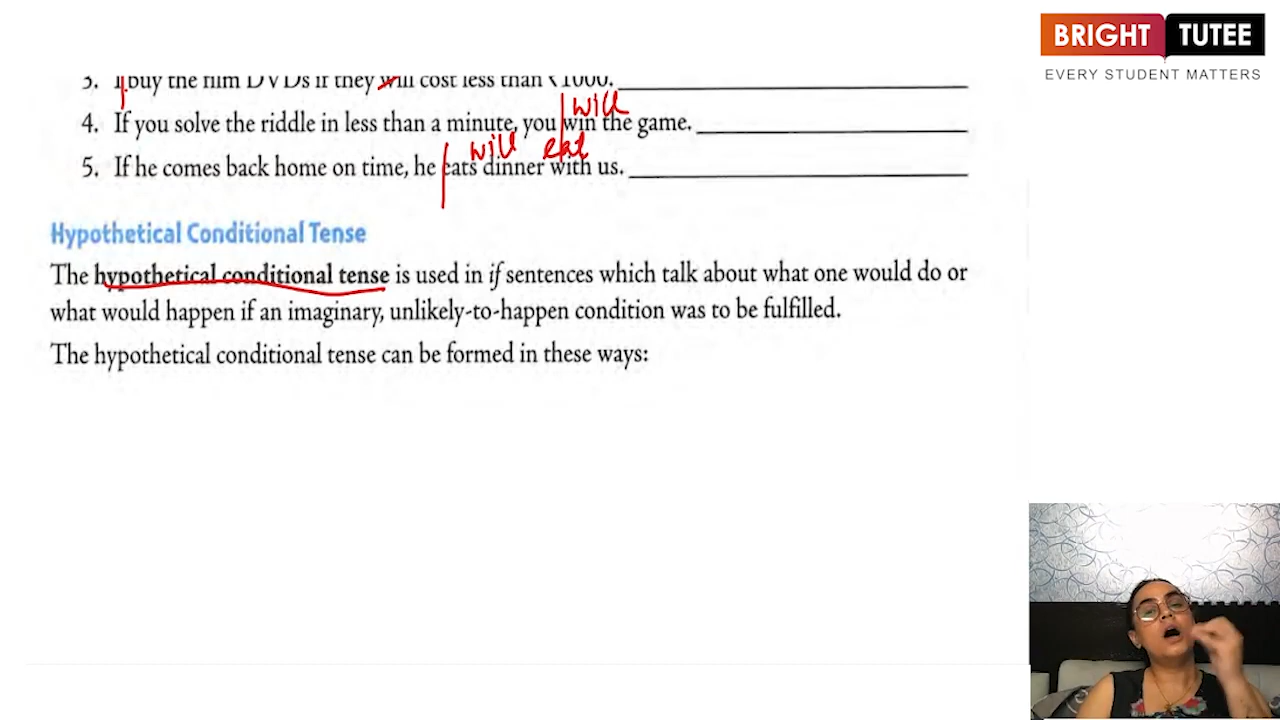 BRIGHT TUTEE
EVERY STUDENT MATTERS
3. I buy the film DVDs if they will cost less than ₹1000.
will
4. If you solve the riddle in less than a minute, you win the game.
will eat
5. If he comes back home on time, he eats dinner with us.
Hypothetical Conditional Tense
The hypothetical conditional tense is used in if sentences which talk about what one would do or
what would happen if an imaginary, unlikely-to-happen condition was to be fulfilled.
The hypothetical conditional tense can be formed in these ways: